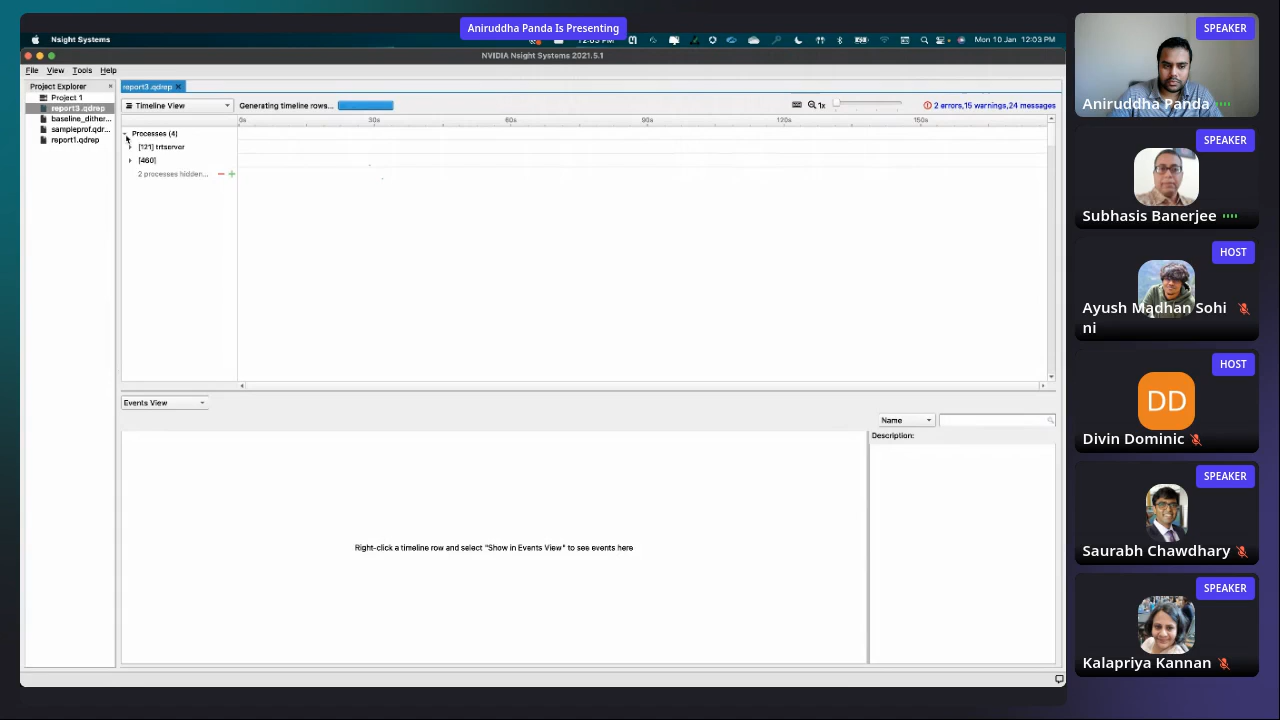 Aniruddha Panda Is Presenting
Nsight Systems
Mon 10 Jan 12:03 PM
NVIDIA Nsight Systems 2021.5.1
File View Tools Help
Project Explorer
Project 1
report3.qdrep
baseline_dither...
sampleprof.qdr...
report1.qdrep
report3.qdrep
Timeline View
Generating timeline rows...
1x
2 errors,15 warnings,24 messages
0s 30s 60s 90s 120s 150s
Processes (4)
[121] trtserver
[460]
2 processes hidden...
Events View
Name
Description:
Right-click a timeline row and select "Show in Events View" to see events here
SPEAKER
Aniruddha Panda
SPEAKER
Subhasis Banerjee
HOST
Ayush Madhan Sohi
ni
HOST
DD
Divin Dominic
SPEAKER
Saurabh Chawdhary
SPEAKER
Kalapriya Kannan